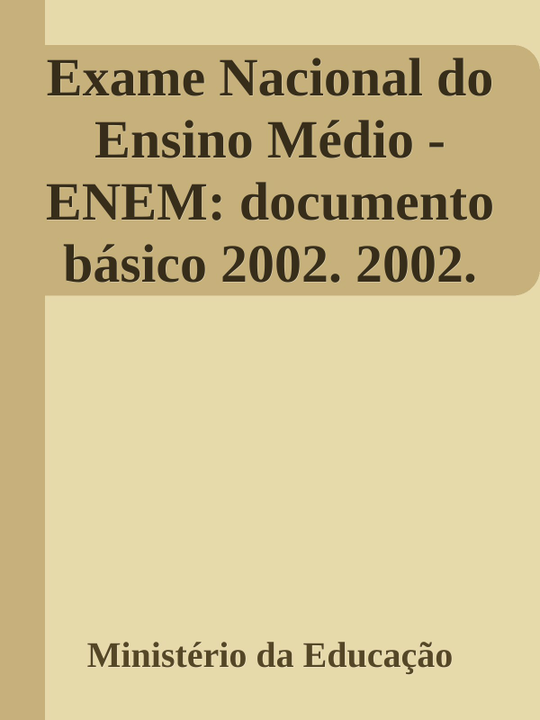 Exame Nacional do
Ensino Médio -
ENEM: documento
básico 2002. 2002.
Ministério da Educação